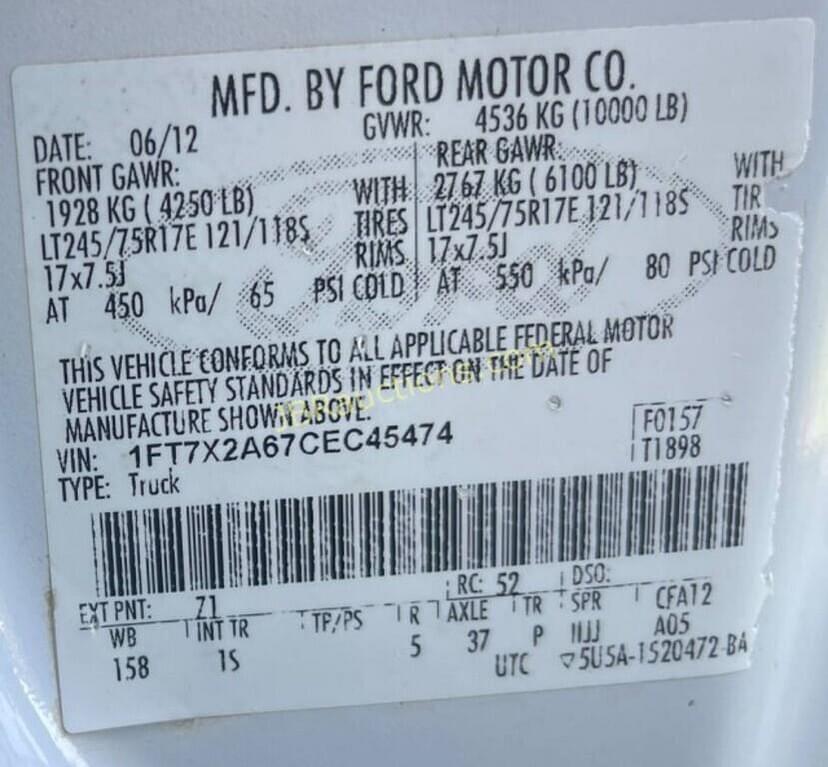 MFD. BY FORD MOTOR CO.
DATE: 06/12 GVWR: 4536 KG (10000 LB)
FRONT GAWR: REAR GAWR:
1928 KG ( 4250 LB) WITH 2767 KG ( 6100 LB) WITH
LT245/75R17E 121/118S TIRES LT245/75R17E 121/118S TIR
17x7.5J RIMS 17x7.5J RIMS
AT 450 kPa/ 65 PSI COLD AT 550 kPa/ 80 PSI COLD
THIS VEHICLE CONFORMS TO ALL APPLICABLE FEDERAL MOTOR
VEHICLE SAFETY STANDARDS IN EFFECT ON THE DATE OF
MANUFACTURE SHOWN ABOVE.
JBRauctions.com
VIN: 1FT7X2A67CEC45474 F0157
TYPE: Truck T1898
EXT PNT: Z1 RC: 52 DSO:
WB INT TR TP/PS R AXLE TR SPR CFA12
158 1S 5 37 P IIJJ A05
UTC ▽5U5A-1520472-BA